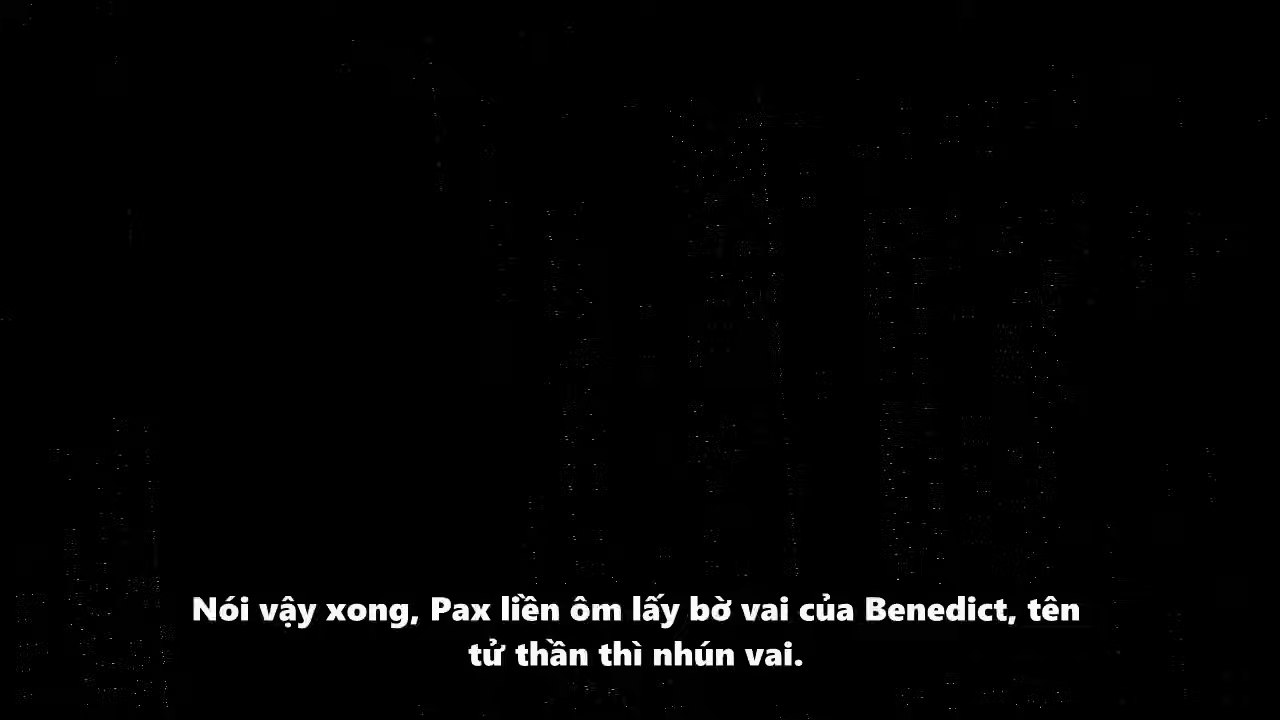 Nói vậy xong, Pax liền ôm lấy bờ vai của Benedict, tên
tử thần thì nhún vai.